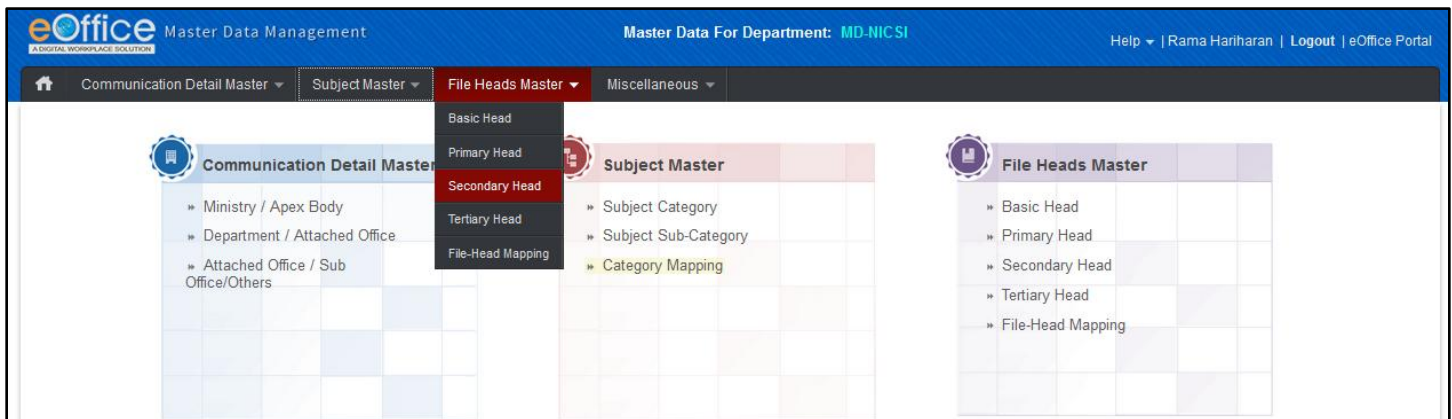 eOffice
A DIGITAL WORKPLACE SOLUTION
Master Data Management
Master Data For Department: MD-NICSI
Help | Rama Hariharan | Logout | eOffice Portal
Communication Detail Master
Subject Master
File Heads Master
Miscellaneous
Basic Head
Primary Head
Secondary Head
Tertiary Head
File-Head Mapping
Communication Detail Master
» Ministry / Apex Body
» Department / Attached Office
» Attached Office / Sub
Office/Others
Subject Master
» Subject Category
» Subject Sub-Category
» Category Mapping
File Heads Master
» Basic Head
» Primary Head
» Secondary Head
» Tertiary Head
» File-Head Mapping